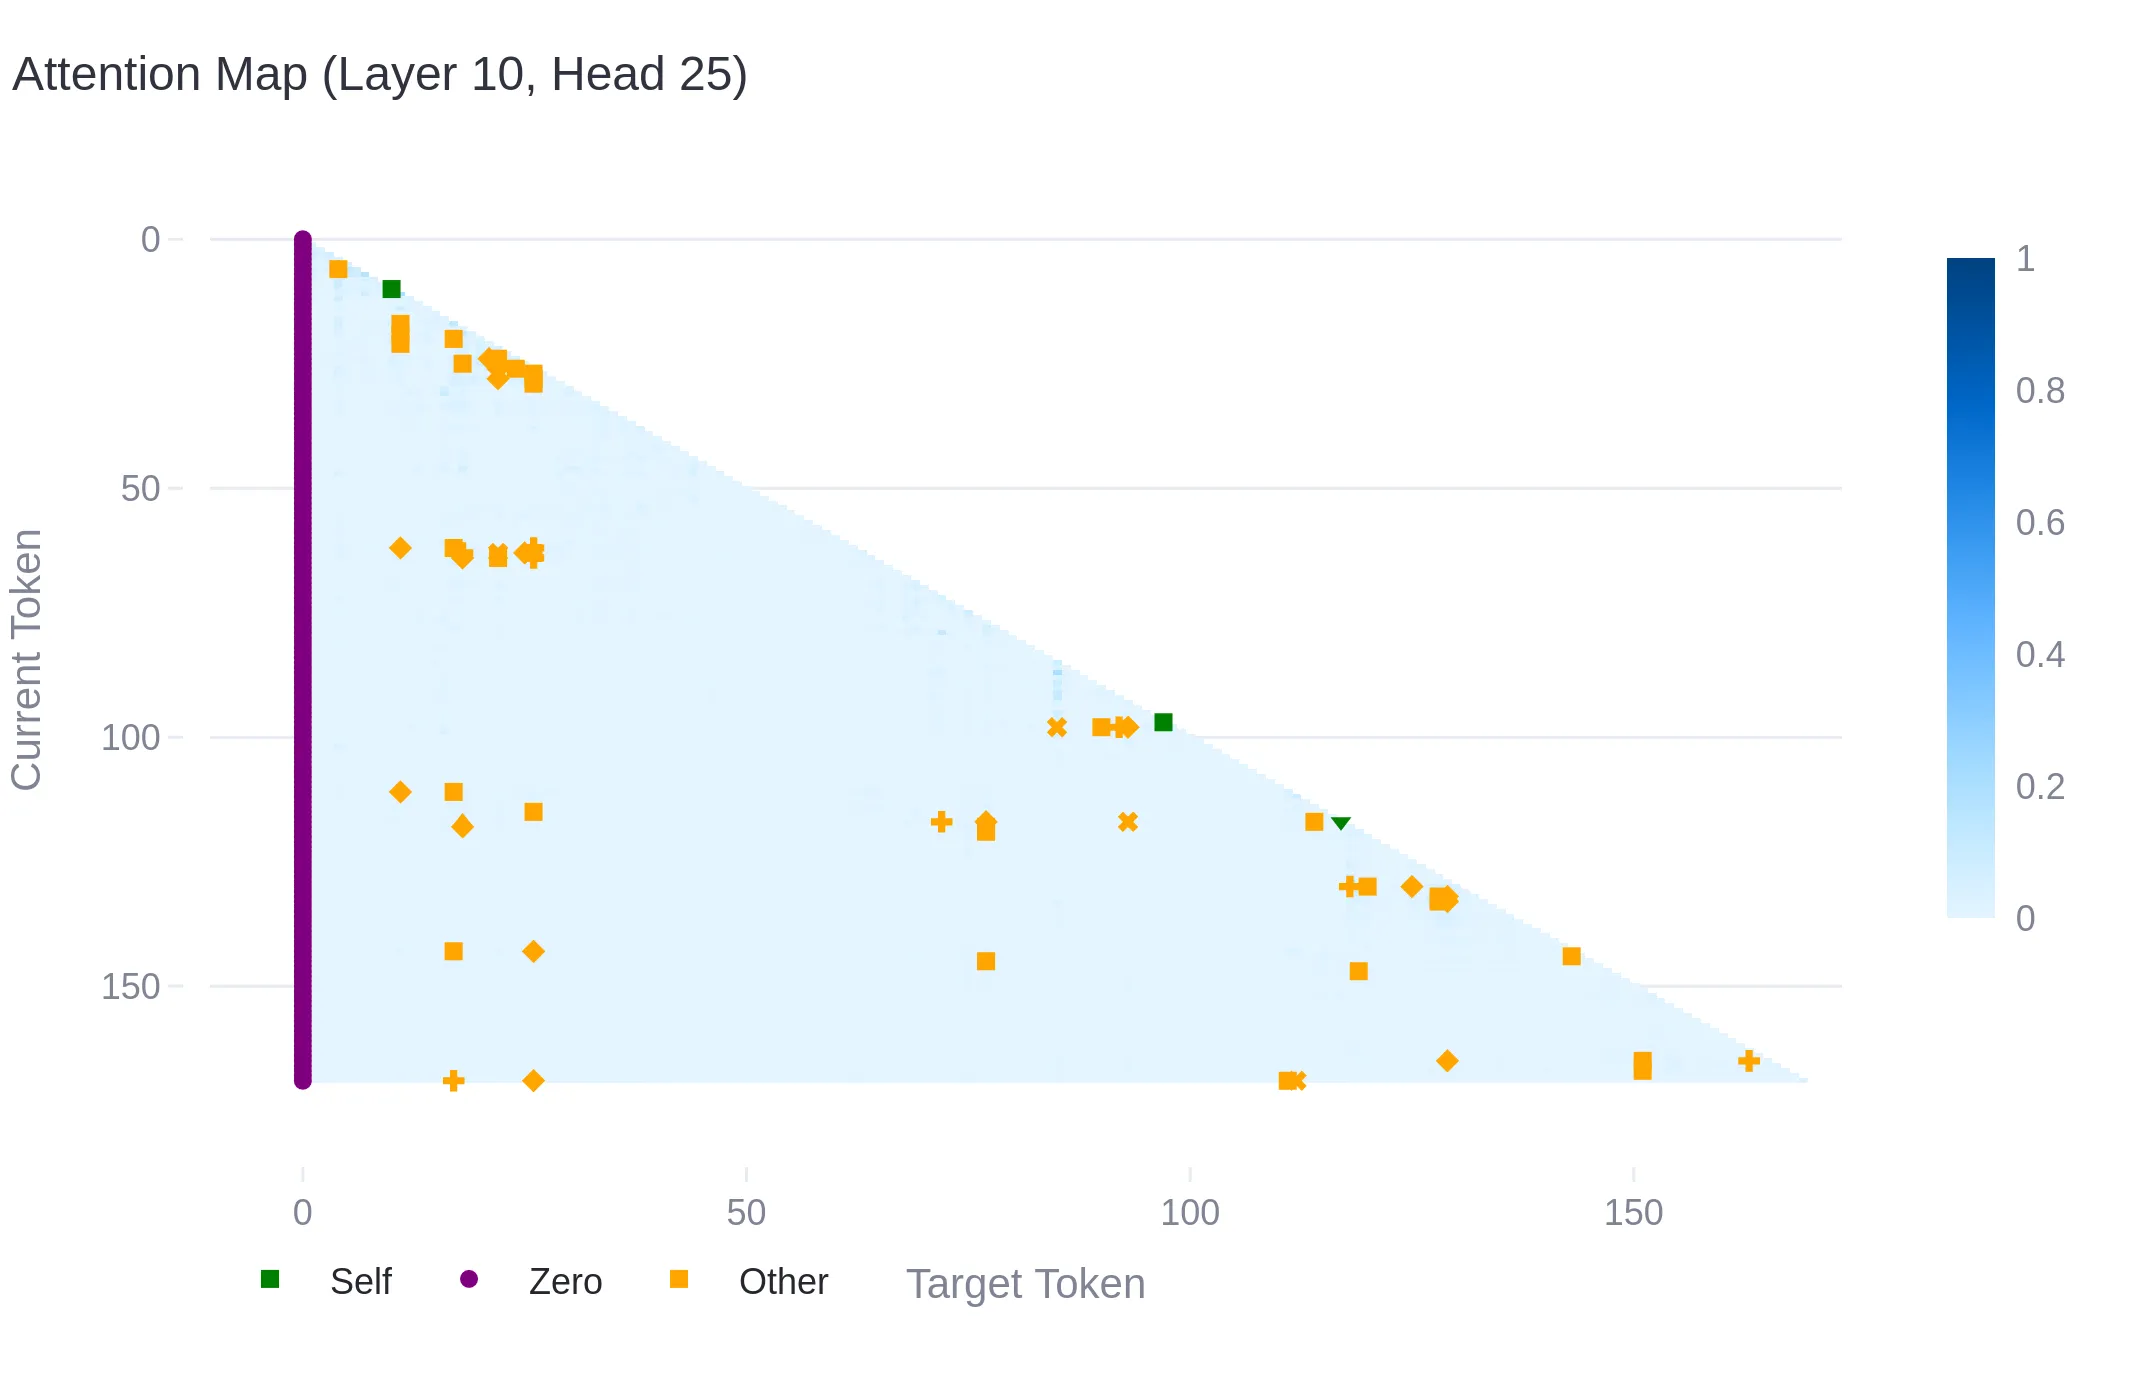 Attention Map (Layer 10, Head 25)
0
50
100
150
Current Token
0
50
100
150
Target Token
Self
Zero
Other
1
0.8
0.6
0.4
0.2
0